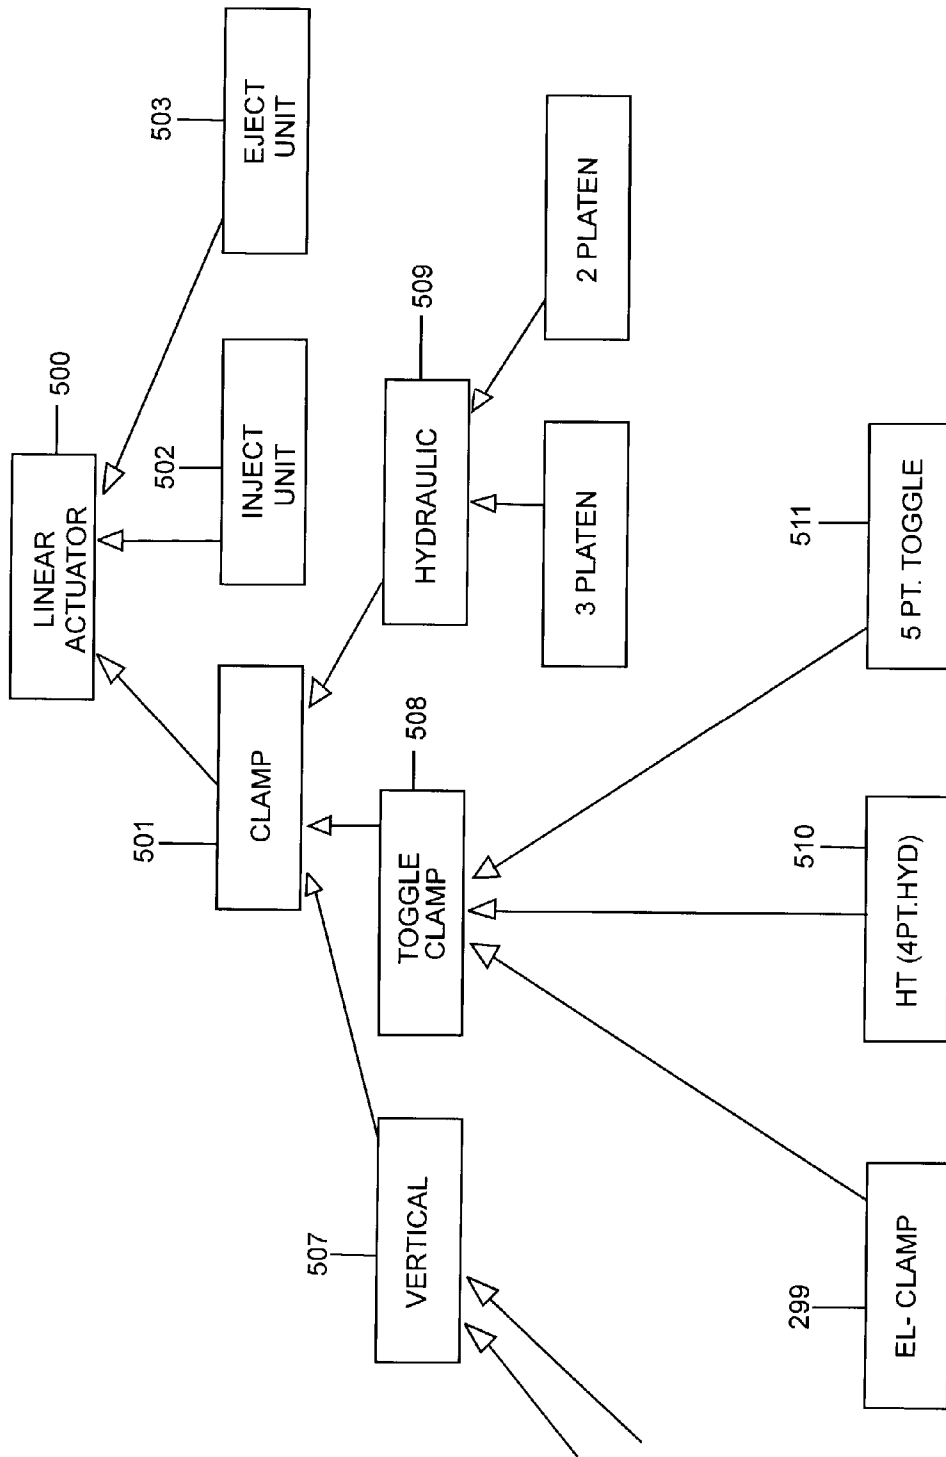 500
LINEAR
ACTUATOR
501
CLAMP
502
INJECT
UNIT
503
EJECT
UNIT
507
VERTICAL
508
TOGGLE
CLAMP
509
HYDRAULIC
3 PLATEN
2 PLATEN
299
EL- CLAMP
510
HT (4PT.HYD)
511
5 PT. TOGGLE